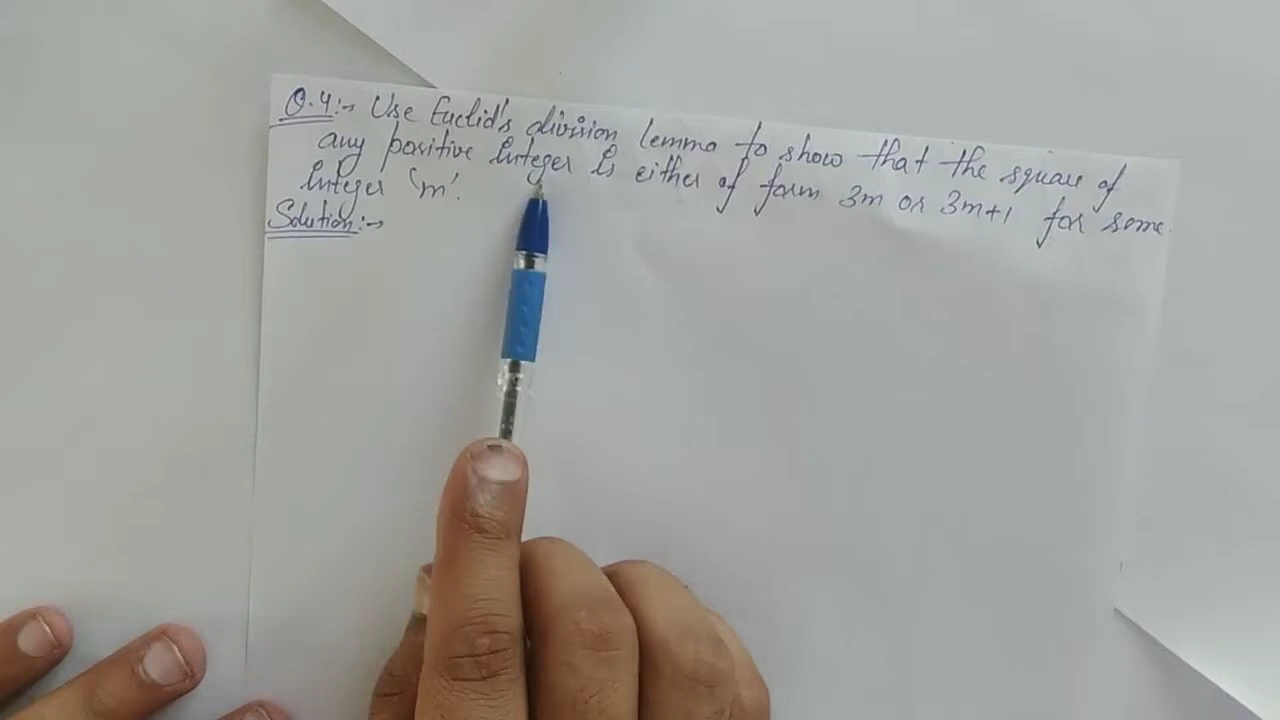 Q.4:→ Use Euclid's division lemma to show that the square of
any positive integer is either of form 3m or 3m+1 for some
integer 'm'.
Solution:→